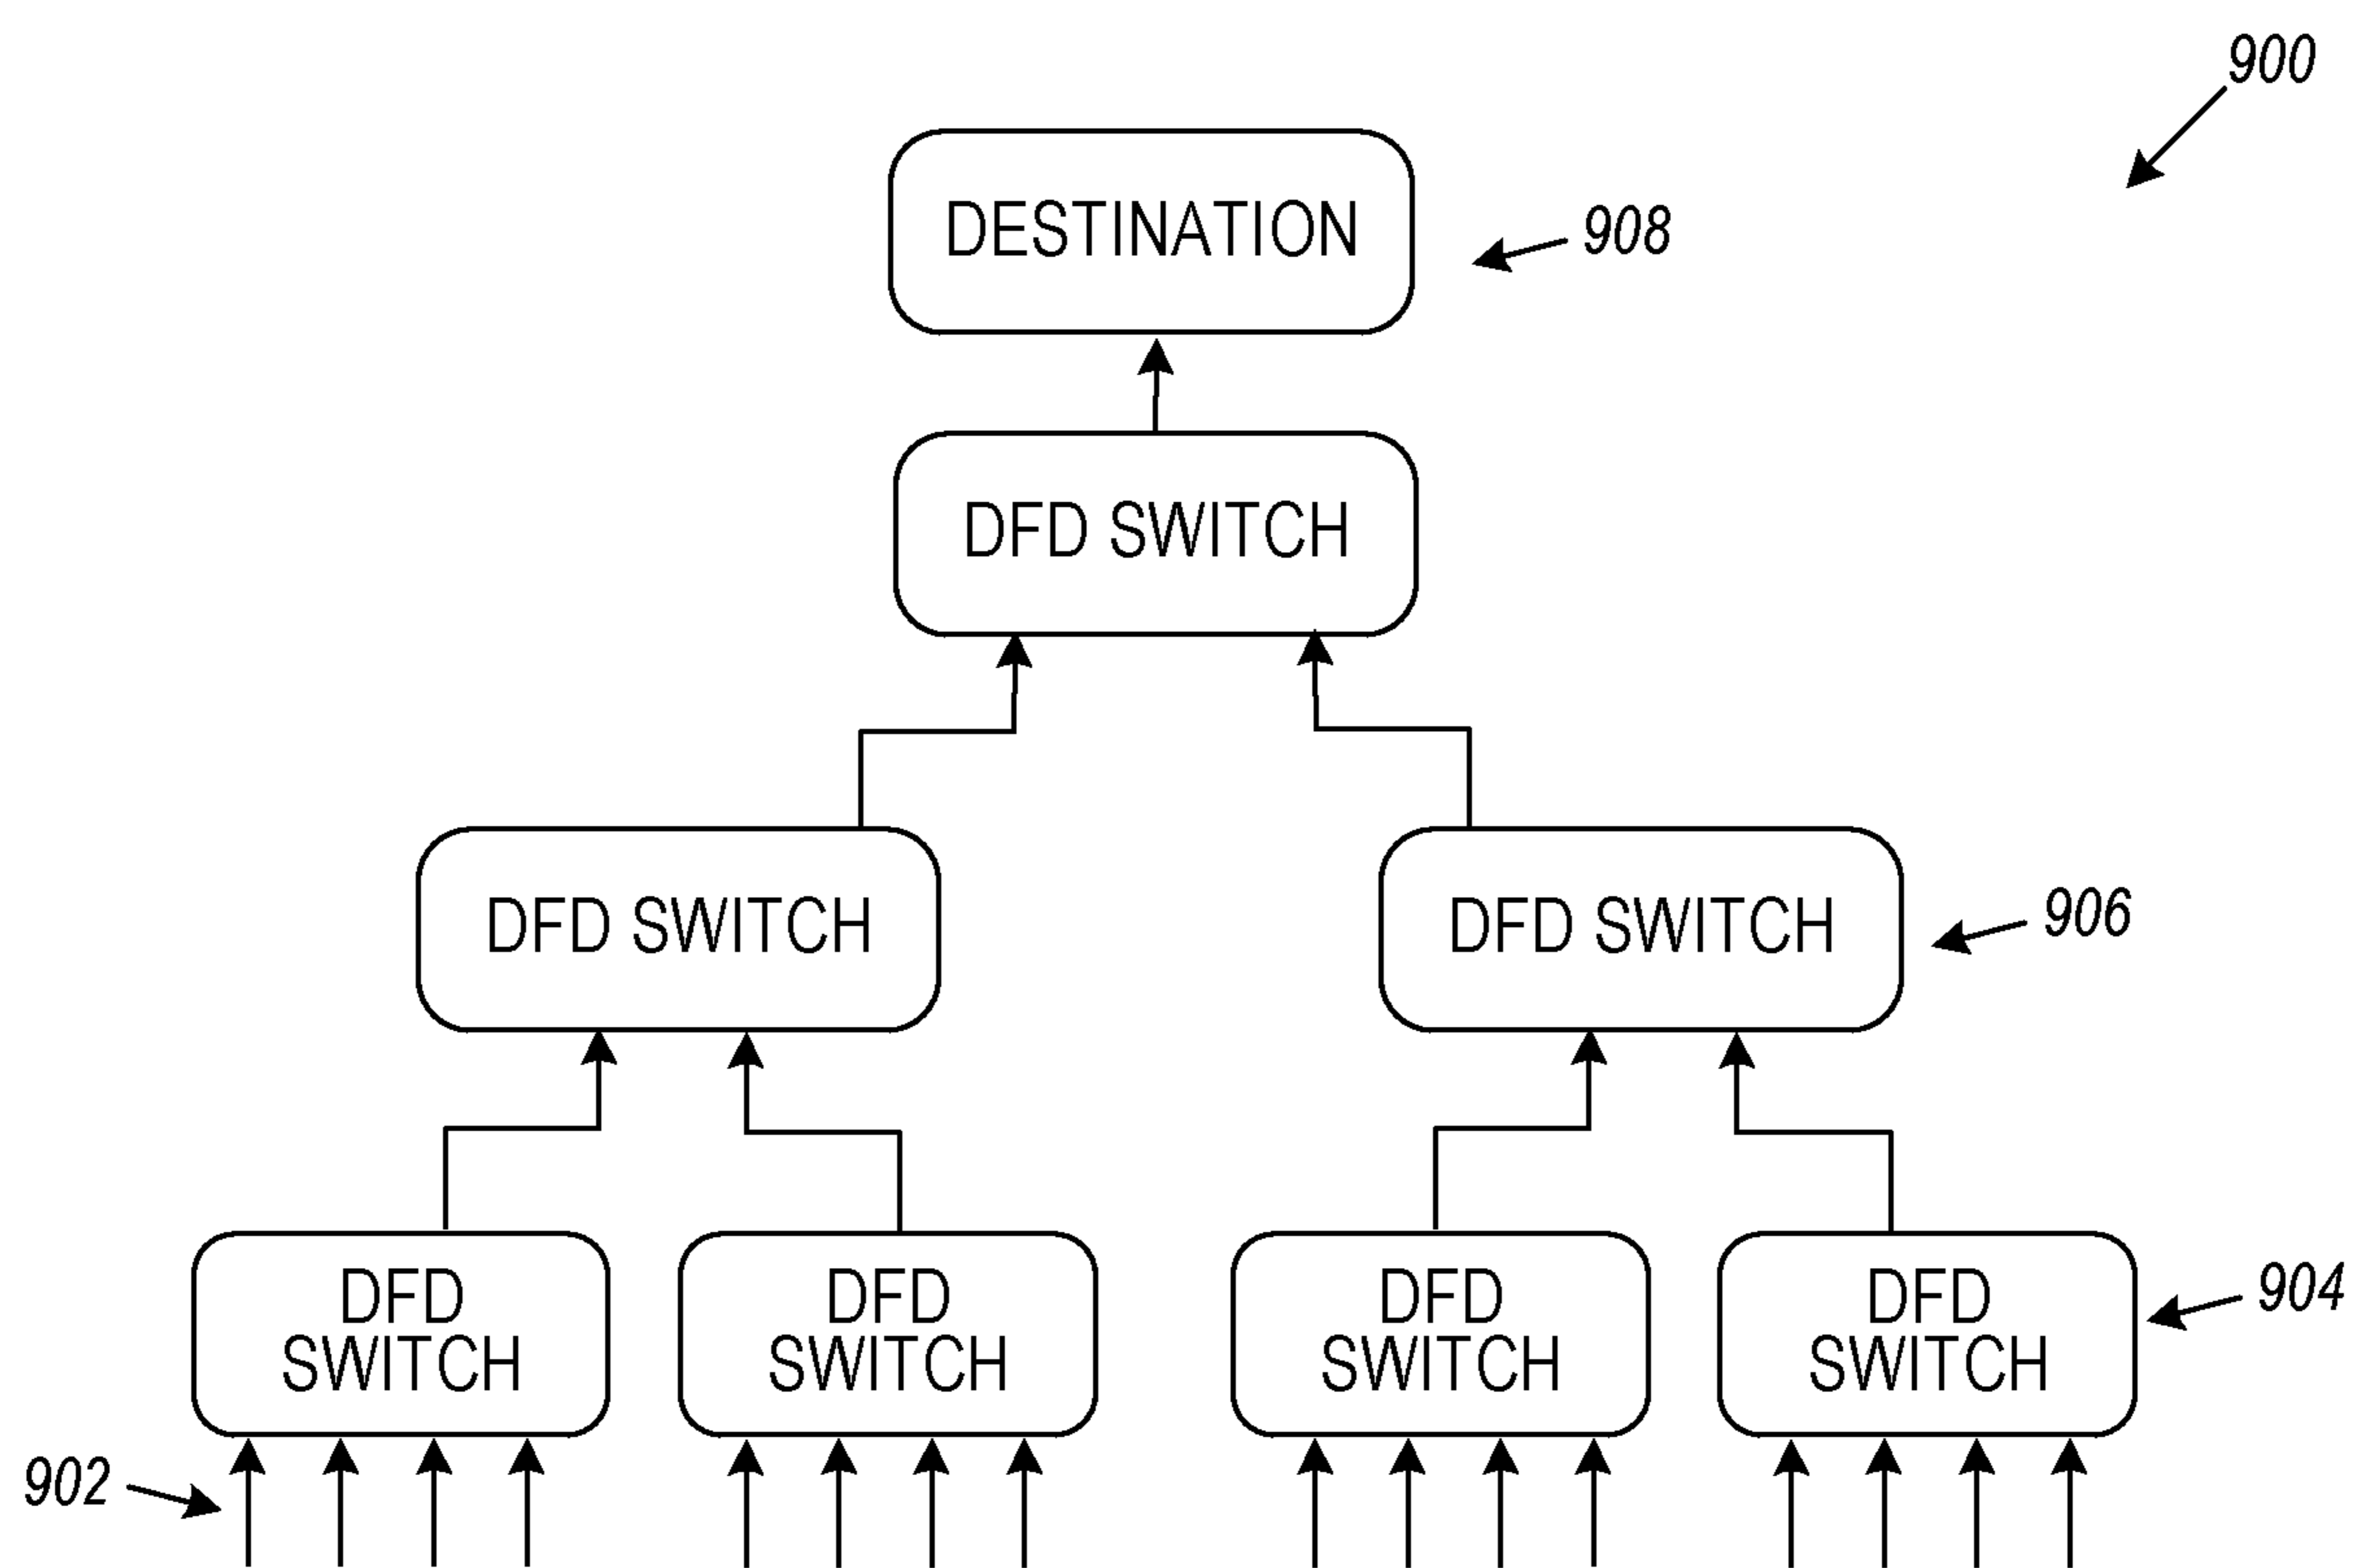 900
DESTINATION
908
DFD SWITCH
DFD SWITCH
DFD SWITCH
906
DFD
SWITCH
DFD
SWITCH
DFD
SWITCH
DFD
SWITCH
904
902